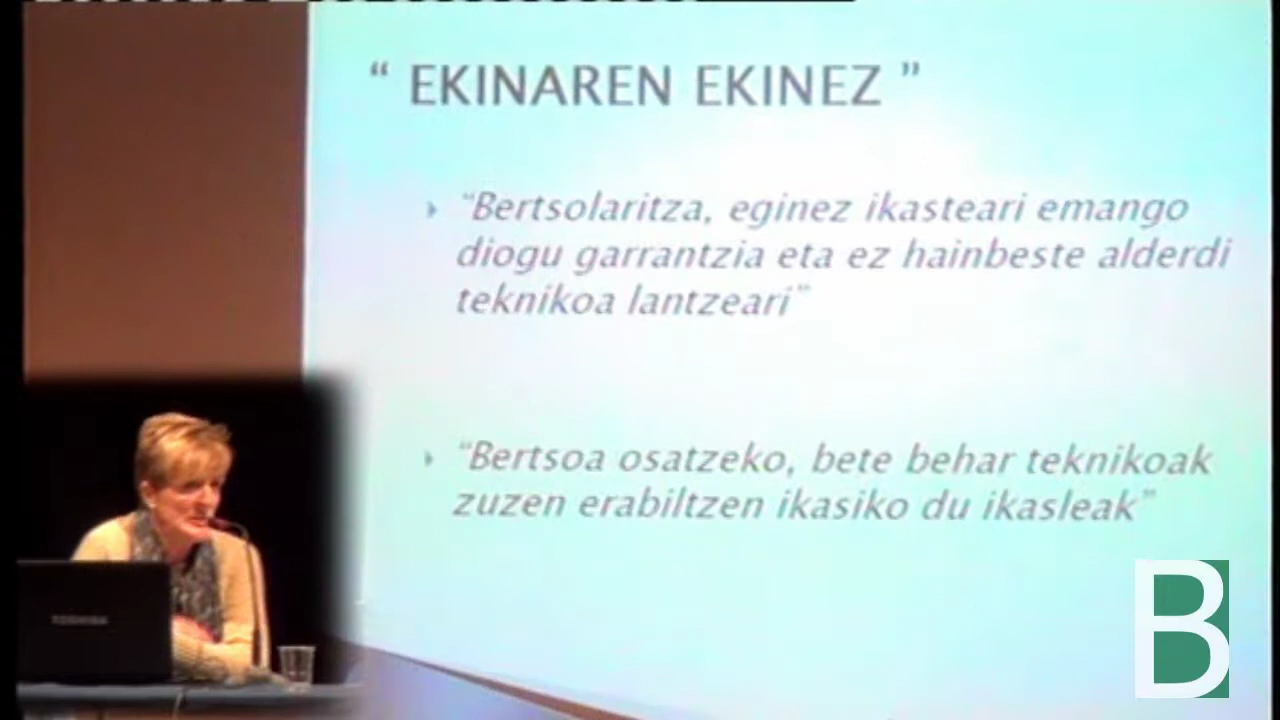 “ EKINAREN EKINEZ ”
“Bertsolaritza, eginez ikasteari emango
diogu garrantzia eta ez hainbeste alderdi
teknikoa lantzeari”
“Bertsoa osatzeko, bete behar teknikoak
zuzen erabiltzen ikasiko du ikasleak”
TOSHIBA
B